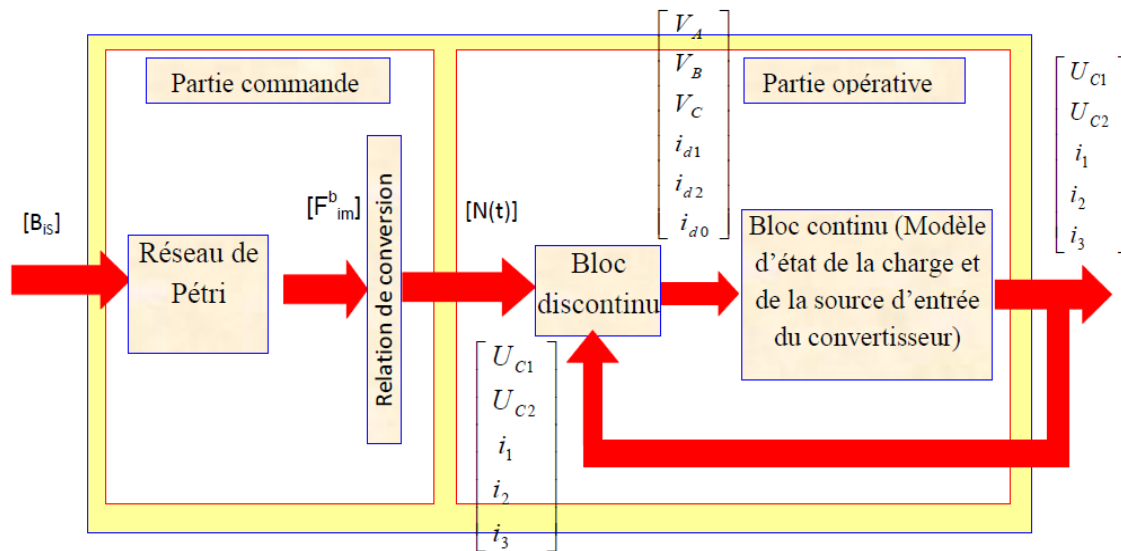 Partie commande
Partie opérative
[B_iS]
Réseau de
Pétri
[F^b_im]
Relation de conversion
[N(t)]
Bloc
discontinu
V_A
V_B
V_C
i_d1
i_d2
i_d0
Bloc continu (Modèle
d'état de la charge et
de la source d'entrée
du convertisseur)
U_C1
U_C2
i_1
i_2
i_3
U_C1
U_C2
i_1
i_2
i_3